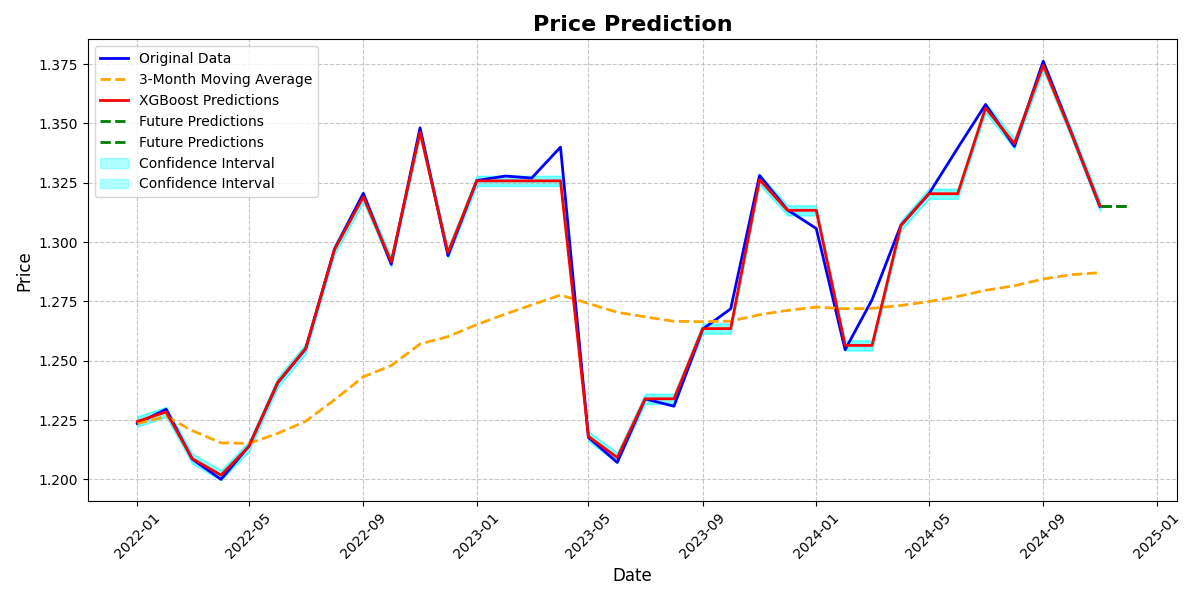 Price Prediction
Original Data
3-Month Moving Average
XGBoost Predictions
Future Predictions
Future Predictions
Confidence Interval
Confidence Interval
Price
1.375
1.350
1.325
1.300
1.275
1.250
1.225
1.200
2022-01
2022-05
2022-09
2023-01
2023-05
2023-09
2024-01
2024-05
2024-09
2025-01
Date